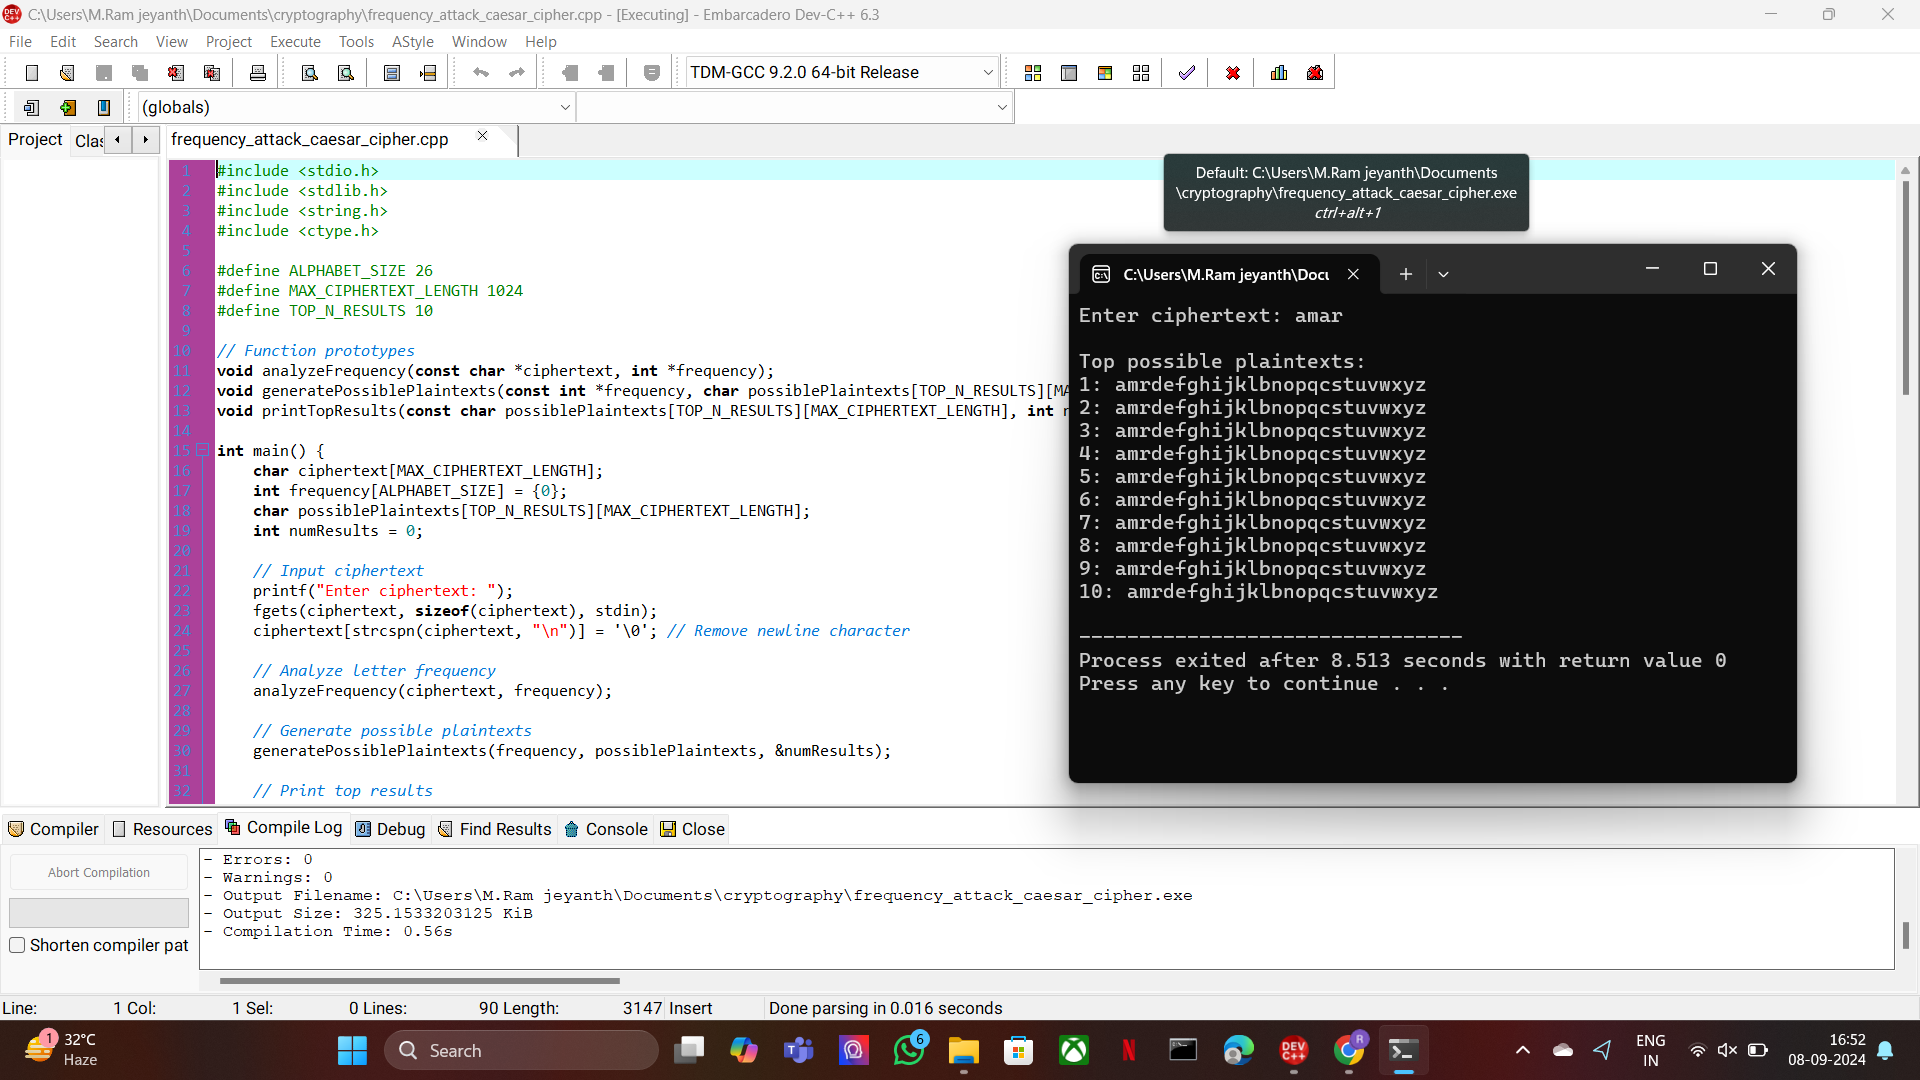 C:\Users\M.Ram jeyanth\Documents\cryptography\frequency_attack_caesar_cipher.cpp - [Executing] - Embarcadero Dev-C++ 6.3
File Edit Search View Project Execute Tools AStyle Window Help
TDM-GCC 9.2.0 64-bit Release
(globals)
Project Clas
frequency_attack_caesar_cipher.cpp
1 #include <stdio.h>
2 #include <stdlib.h>
3 #include <string.h>
4 #include <ctype.h>
5
6 #define ALPHABET_SIZE 26
7 #define MAX_CIPHERTEXT_LENGTH 1024
8 #define TOP_N_RESULTS 10
9
10 // Function prototypes
11 void analyzeFrequency(const char *ciphertext, int *frequency);
12 void generatePossiblePlaintexts(const int *frequency, char possiblePlaintexts[TOP_N_RESULTS][MA
13 void printTopResults(const char possiblePlaintexts[TOP_N_RESULTS][MAX_CIPHERTEXT_LENGTH], int n
14
15 int main() {
16 char ciphertext[MAX_CIPHERTEXT_LENGTH];
17 int frequency[ALPHABET_SIZE] = {0};
18 char possiblePlaintexts[TOP_N_RESULTS][MAX_CIPHERTEXT_LENGTH];
19 int numResults = 0;
20
21 // Input ciphertext
22 printf("Enter ciphertext: ");
23 fgets(ciphertext, sizeof(ciphertext), stdin);
24 ciphertext[strcspn(ciphertext, "\n")] = '\0'; // Remove newline character
25
26 // Analyze letter frequency
27 analyzeFrequency(ciphertext, frequency);
28
29 // Generate possible plaintexts
30 generatePossiblePlaintexts(frequency, possiblePlaintexts, &numResults);
31
32 // Print top results
Default: C:\Users\M.Ram jeyanth\Documents
\cryptography\frequency_attack_caesar_cipher.exe
ctrl+alt+1
C:\Users\M.Ram jeyanth\Docu
Enter ciphertext: amar
Top possible plaintexts:
1: amrdefghijklbnopqcstuvwxyz
2: amrdefghijklbnopqcstuvwxyz
3: amrdefghijklbnopqcstuvwxyz
4: amrdefghijklbnopqcstuvwxyz
5: amrdefghijklbnopqcstuvwxyz
6: amrdefghijklbnopqcstuvwxyz
7: amrdefghijklbnopqcstuvwxyz
8: amrdefghijklbnopqcstuvwxyz
9: amrdefghijklbnopqcstuvwxyz
10: amrdefghijklbnopqcstuvwxyz
--------------------------------
Process exited after 8.513 seconds with return value 0
Press any key to continue . . .
Compiler Resources Compile Log Debug Find Results Console Close
Abort Compilation
Shorten compiler pat
- Errors: 0
- Warnings: 0
- Output Filename: C:\Users\M.Ram jeyanth\Documents\cryptography\frequency_attack_caesar_cipher.exe
- Output Size: 325.1533203125 KiB
- Compilation Time: 0.56s
Line: 1 Col: 1 Sel: 0 Lines: 90 Length: 3147 Insert Done parsing in 0.016 seconds
1 32°C
Haze
Search
6
DEV C++
R
ENG
IN
16:52
08-09-2024